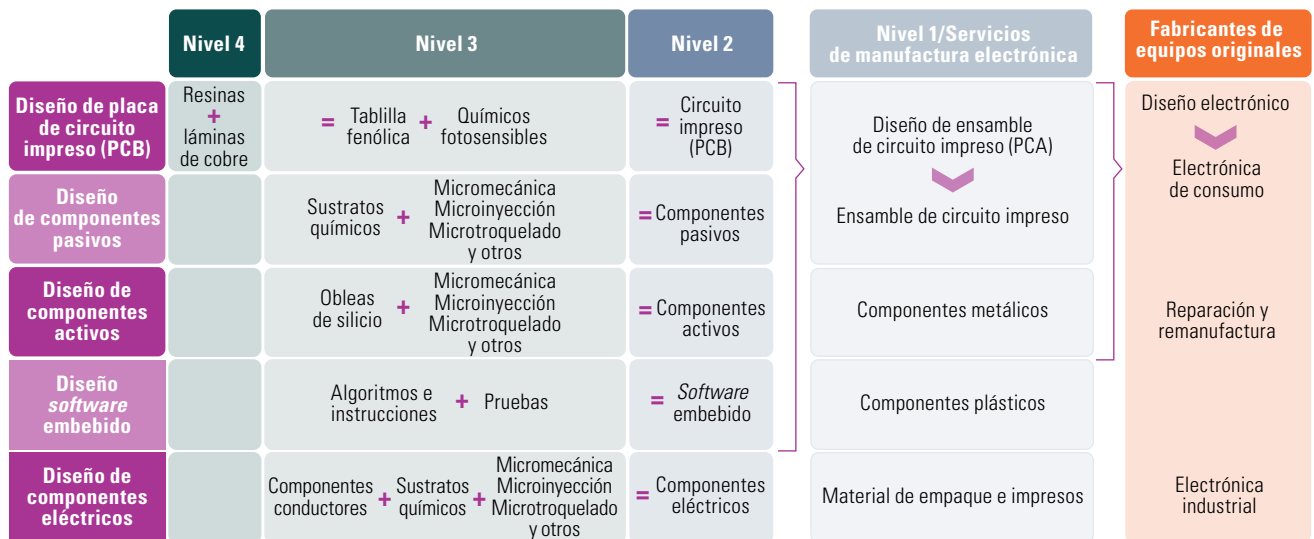 Nivel 4
Nivel 3
Nivel 2
Nivel 1/Servicios
de manufactura electrónica
Fabricantes de
equipos originales
Diseño de placa
de circuito
impreso (PCB)
Resinas
+
láminas
de cobre
= Tablilla
fenólica
+ Químicos
fotosensibles
= Circuito
impreso
(PCB)
Diseño
de componentes
pasivos
Sustratos
químicos
+
Micromecánica
Microinyección
Microtroquelado
y otros
= Componentes
pasivos
Diseño de
componentes
activos
Obleas
de silicio
+
Micromecánica
Microinyección
Microtroquelado
y otros
= Componentes
activos
Diseño
software
embebido
Algoritmos e
instrucciones
+ Pruebas
= Software
embebido
Diseño de
componentes
eléctricos
Componentes
conductores
+ Sustratos
químicos
+
Micromecánica
Microinyección
Microtroquelado
y otros
= Componentes
eléctricos
Diseño de ensamble
de circuito impreso (PCA)
Ensamble de circuito impreso
Componentes metálicos
Componentes plásticos
Material de empaque e impresos
Diseño electrónico
Electrónica
de consumo
Reparación y
remanufactura
Electrónica
industrial